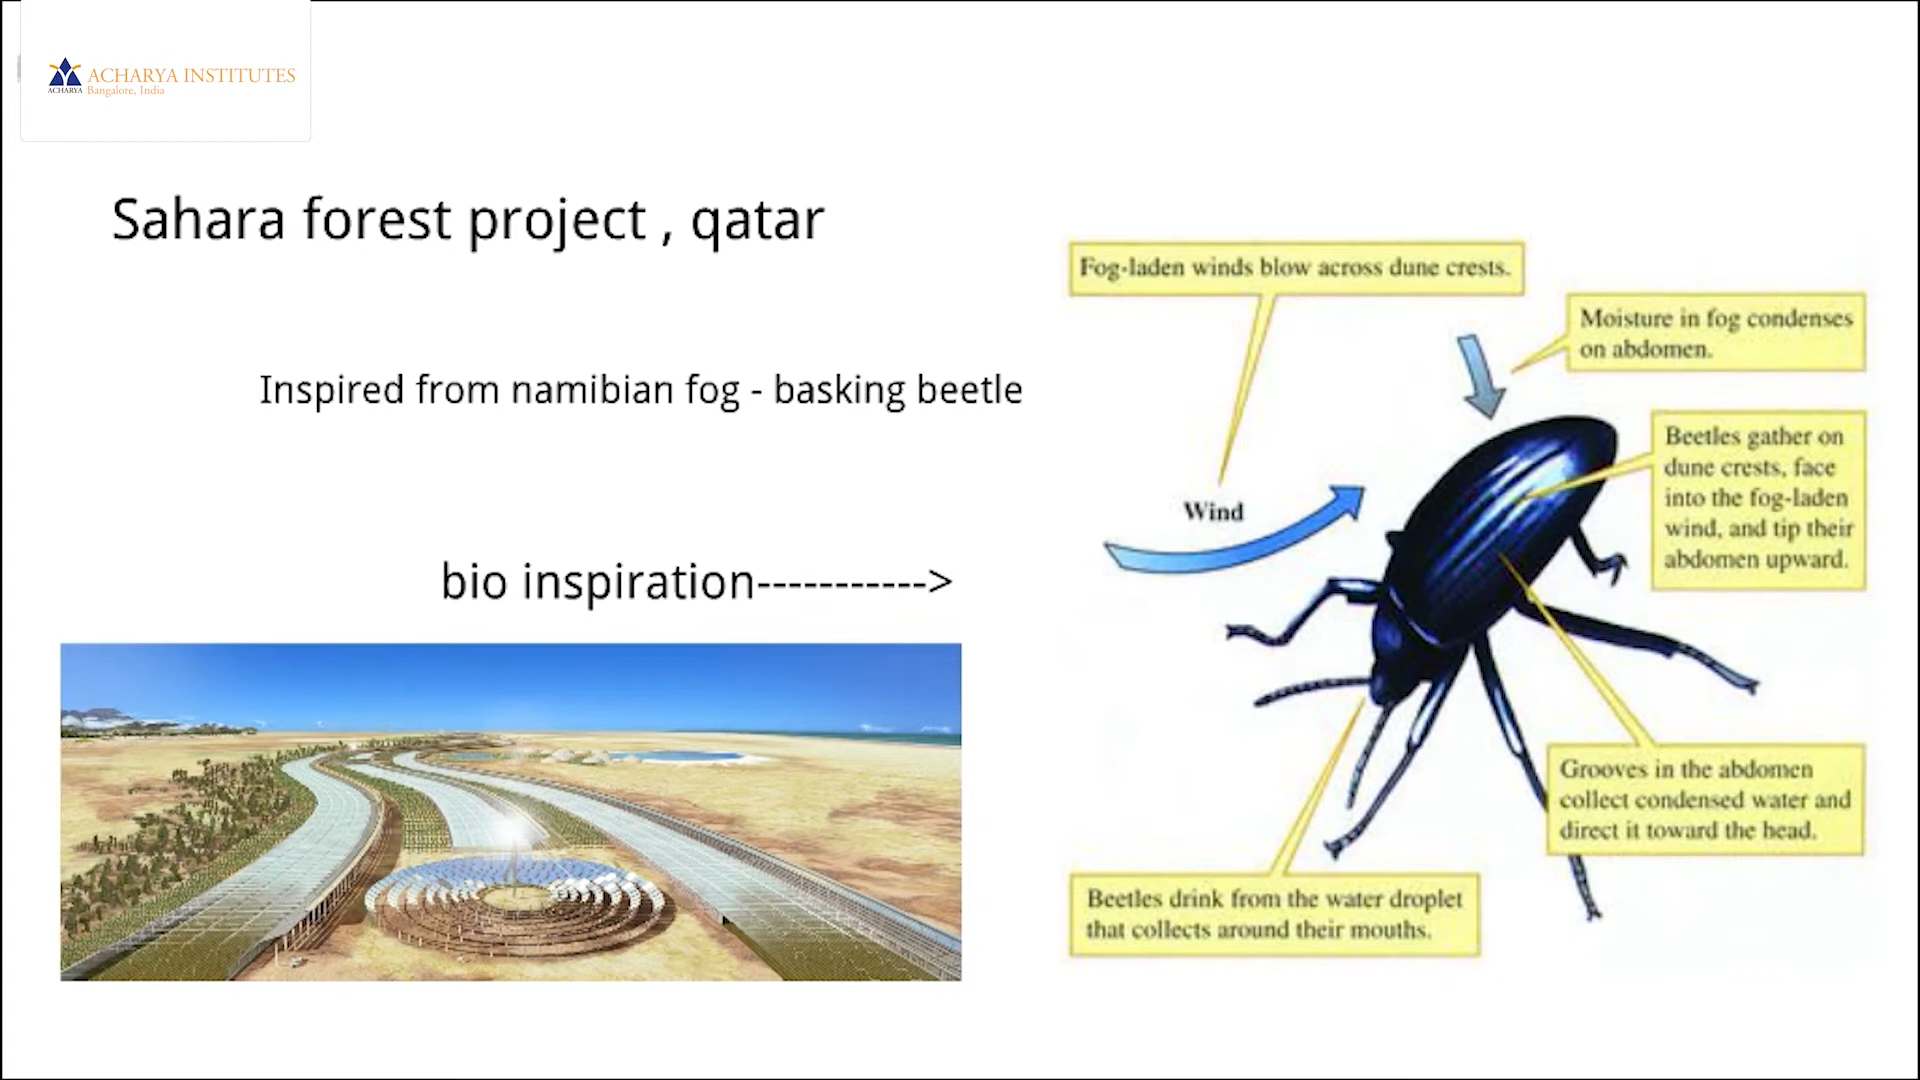 ACHARYA INSTITUTES
ACHARYA Bangalore, India
Sahara forest project , qatar
Inspired from namibian fog - basking beetle
bio inspiration----------->
Fog-laden winds blow across dune crests.
Moisture in fog condenses
on abdomen.
Beetles gather on
dune crests, face
into the fog-laden
wind, and tip their
abdomen upward.
Wind
Grooves in the abdomen
collect condensed water and
direct it toward the head.
Beetles drink from the water droplet
that collects around their mouths.